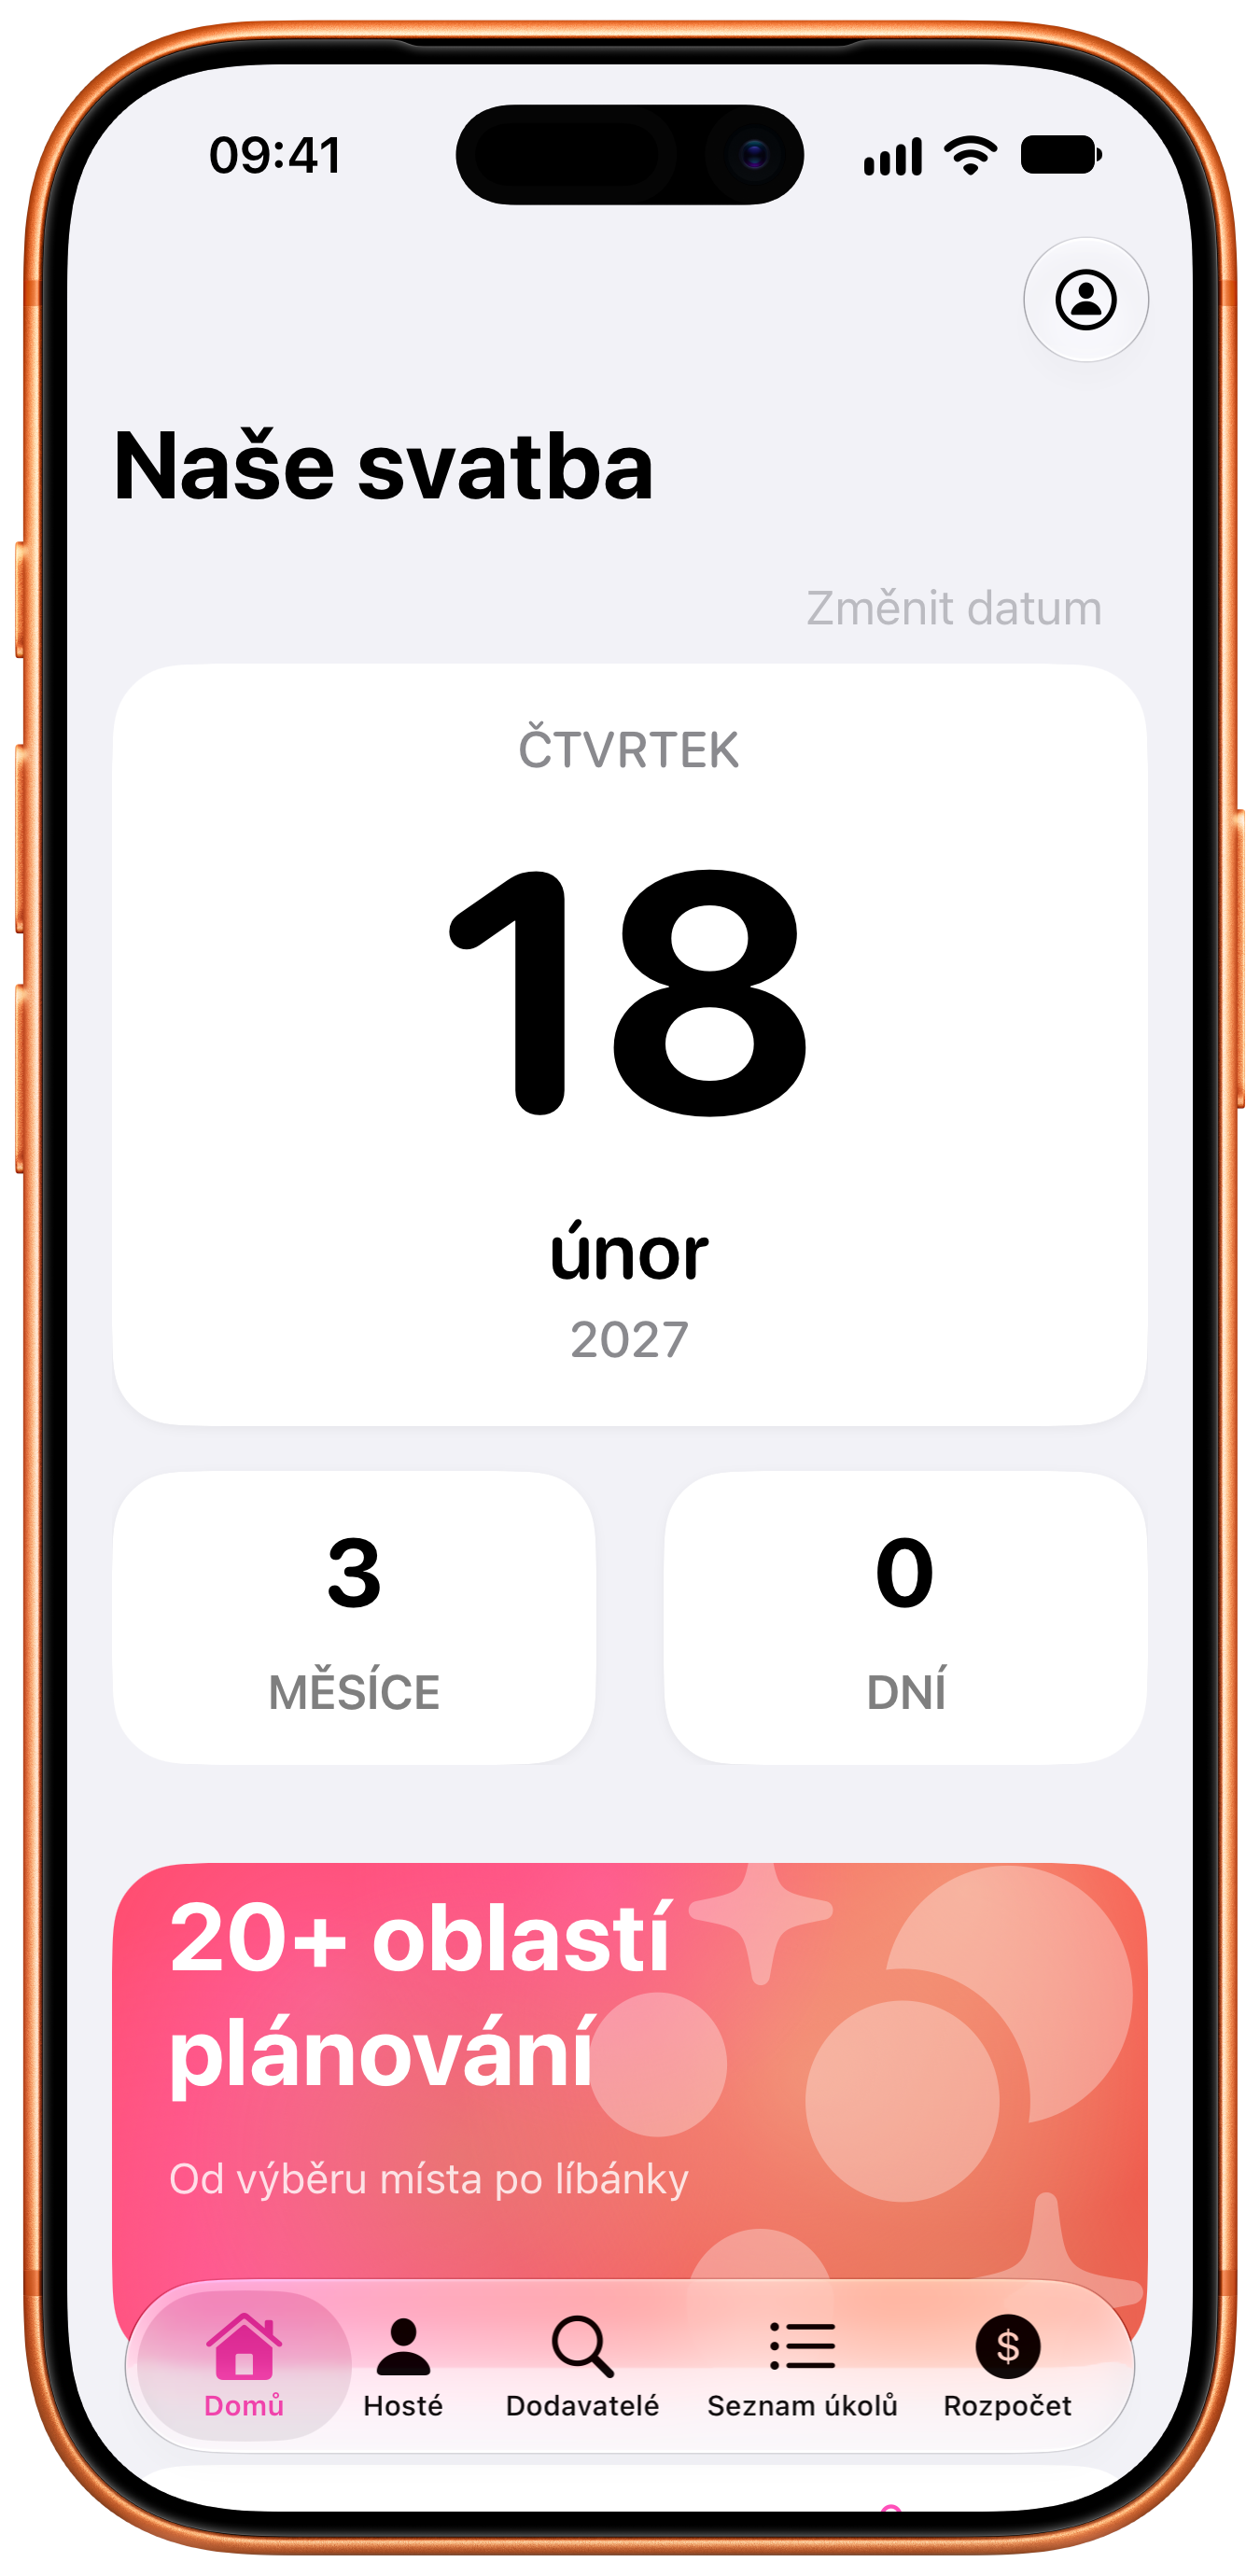 09:41
Naše svatba
Změnit datum
ČTVRTEK
18
únor
2027
3
MĚSÍCE
0
DNÍ
20+ oblastí
plánování
Od výběru místa po líbánky
Domů
Hosté
Dodavatelé
Seznam úkolů
Rozpočet